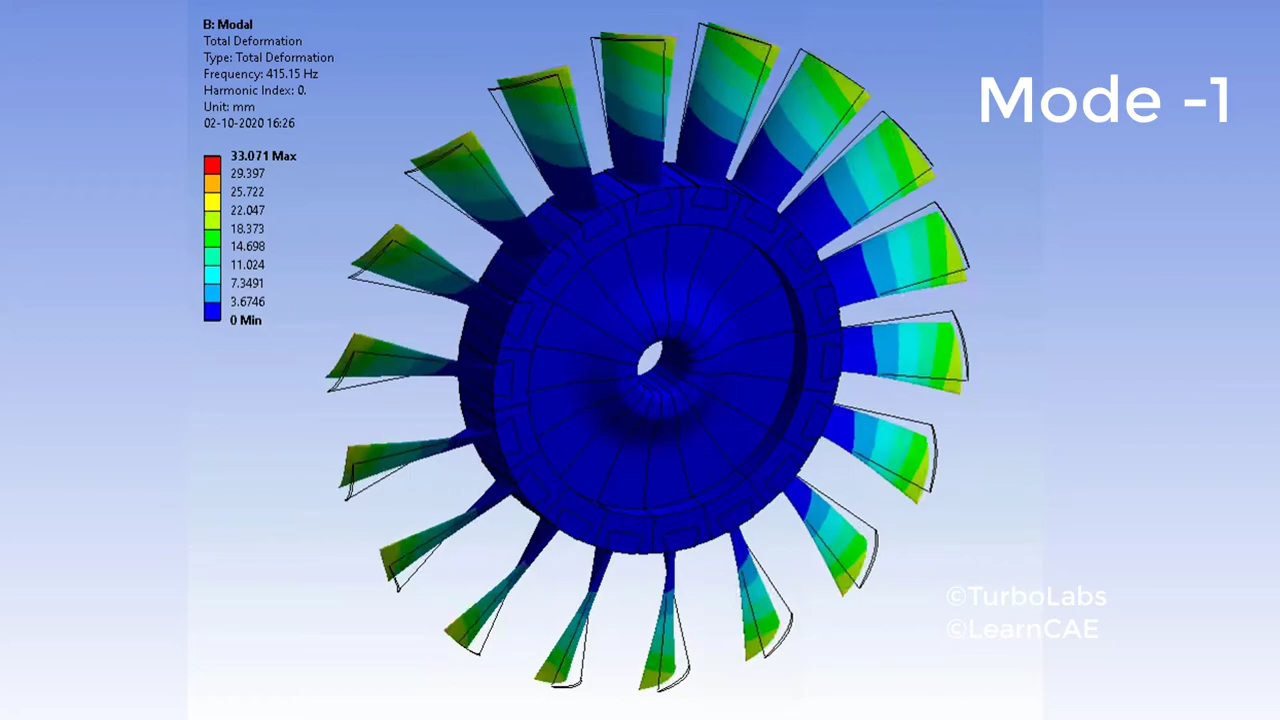 B: Modal
Total Deformation
Type: Total Deformation
Frequency: 415.15 Hz
Harmonic Index: 0.
Unit: mm
02-10-2020 16:26
33.071 Max
29.397
25.722
22.047
18.373
14.698
11.024
7.3491
3.6746
0 Min
Mode -1
©TurboLabs
©LearnCAE